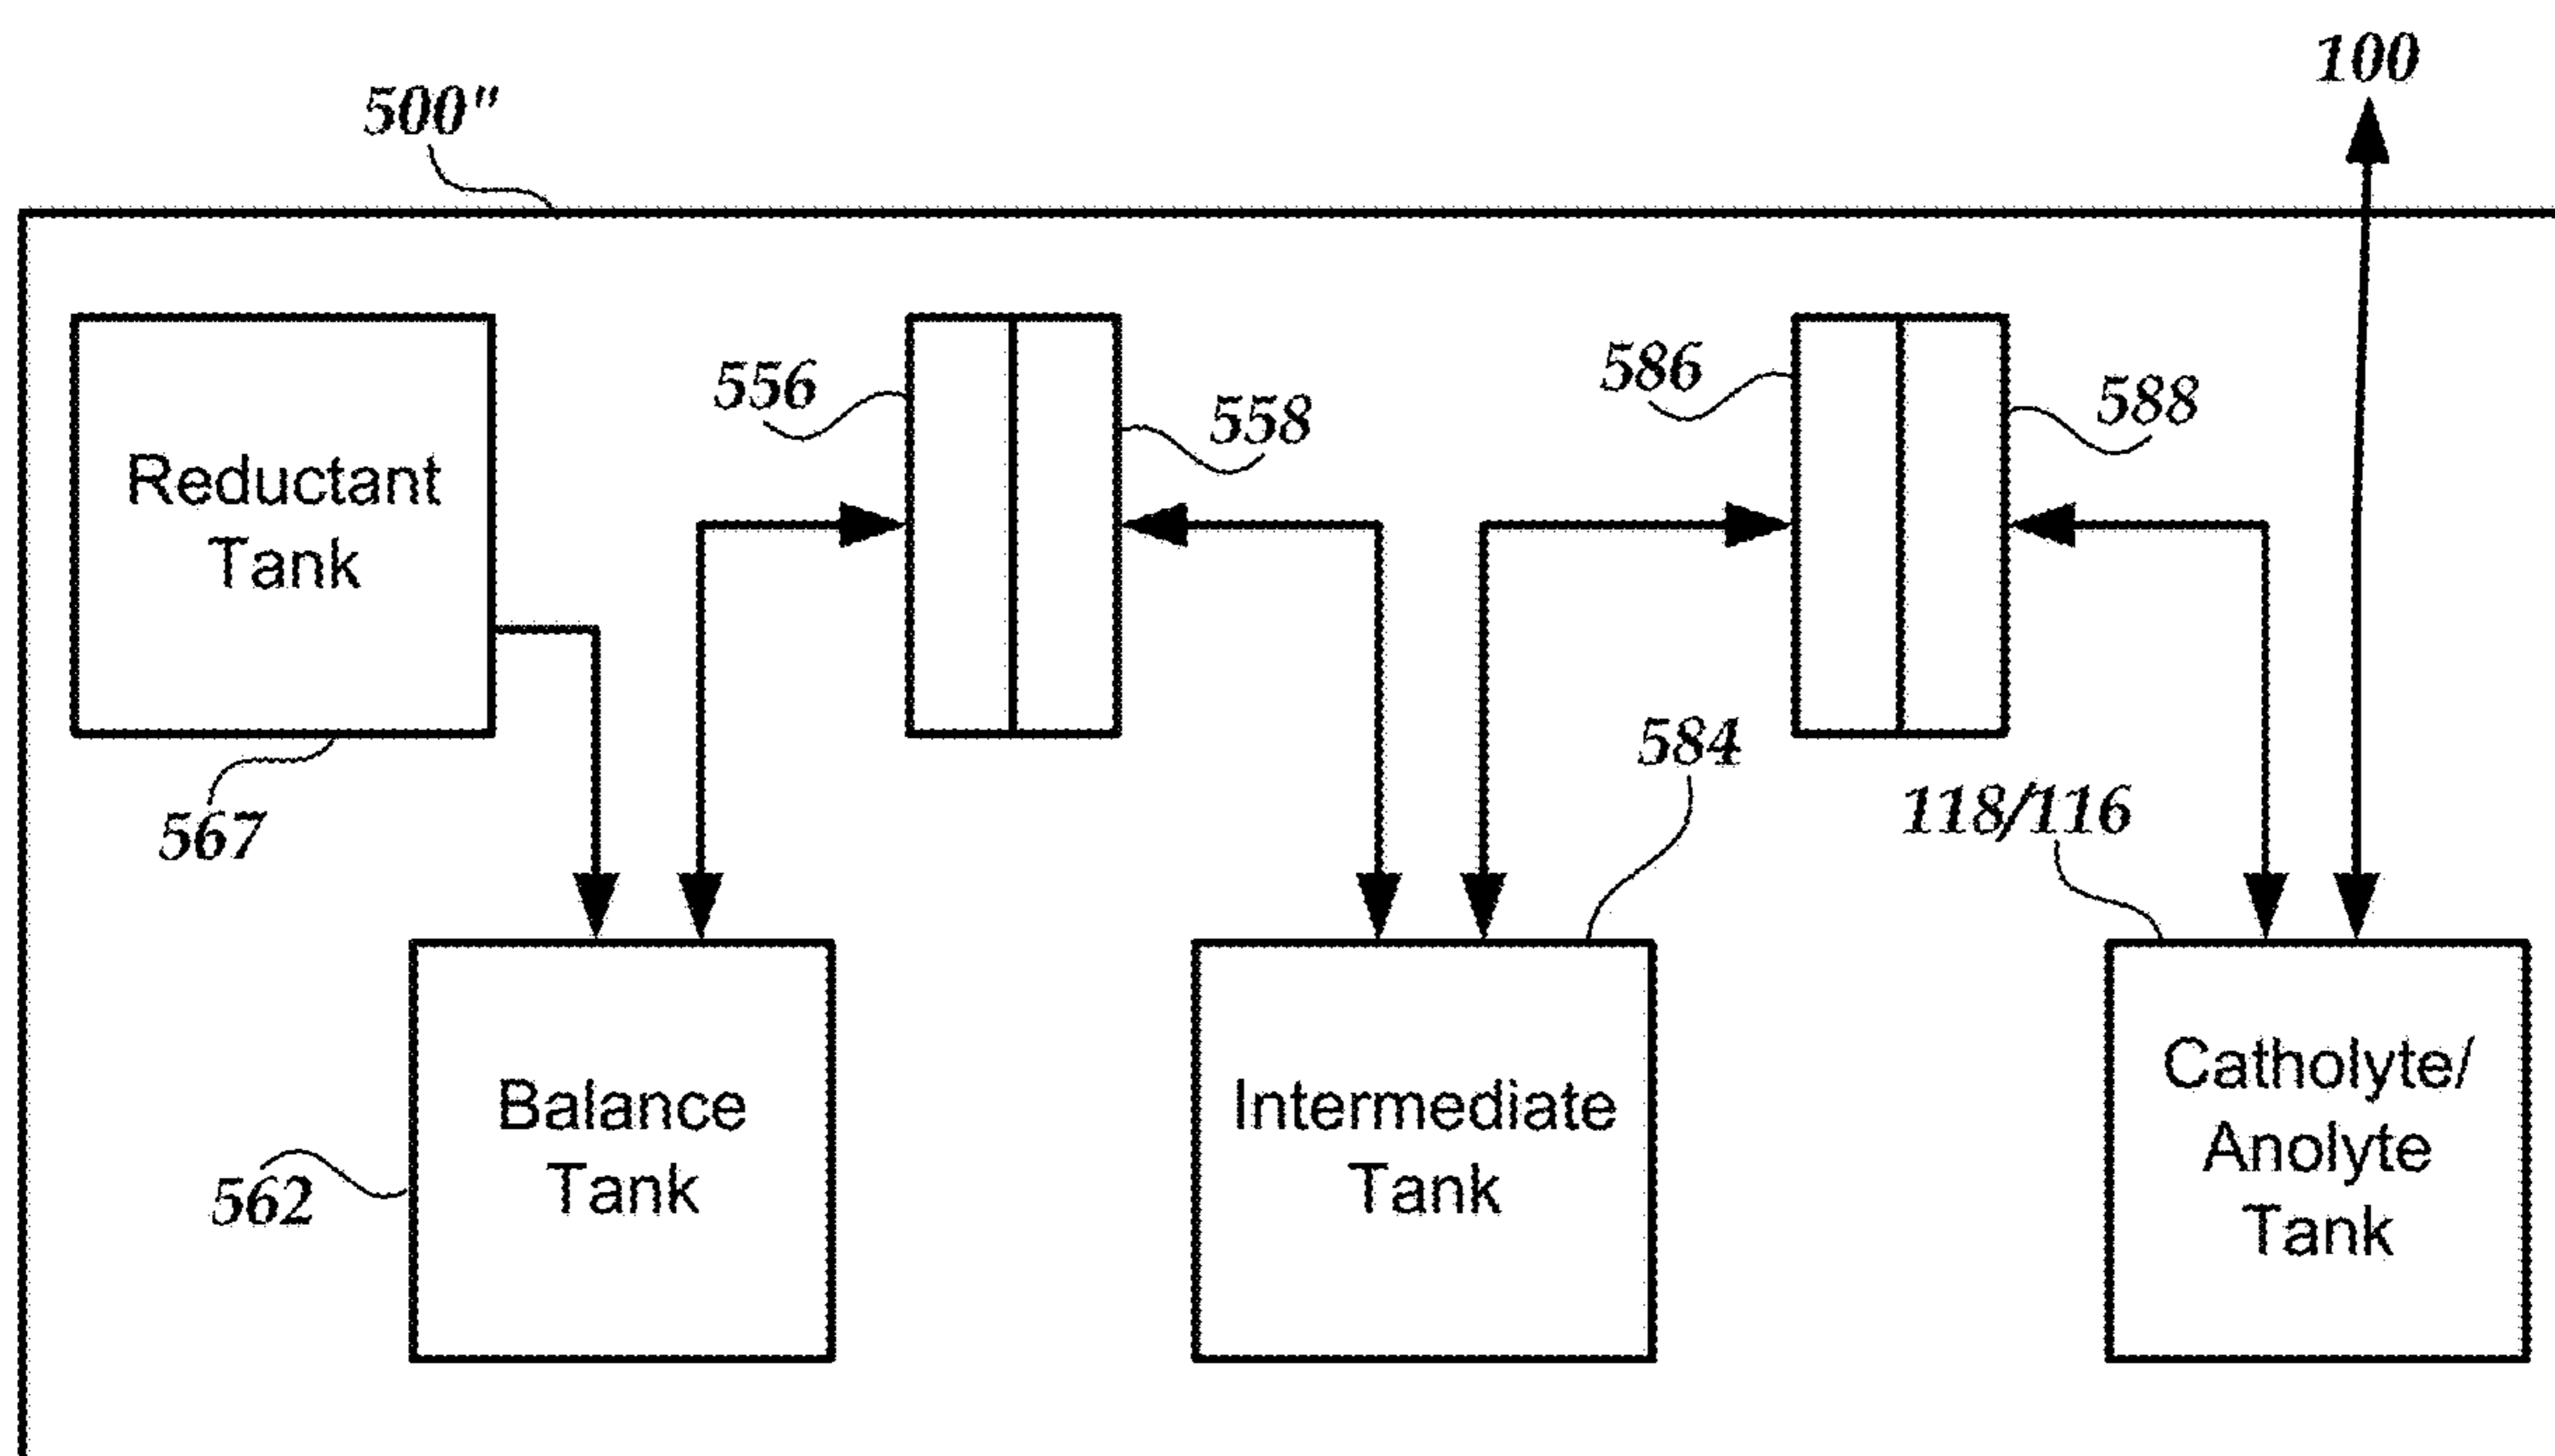 100
500"
556
558
586
588
Reductant
Tank
567
584
118/116
562
Balance
Tank
Intermediate
Tank
Catholyte/
Anolyte
Tank